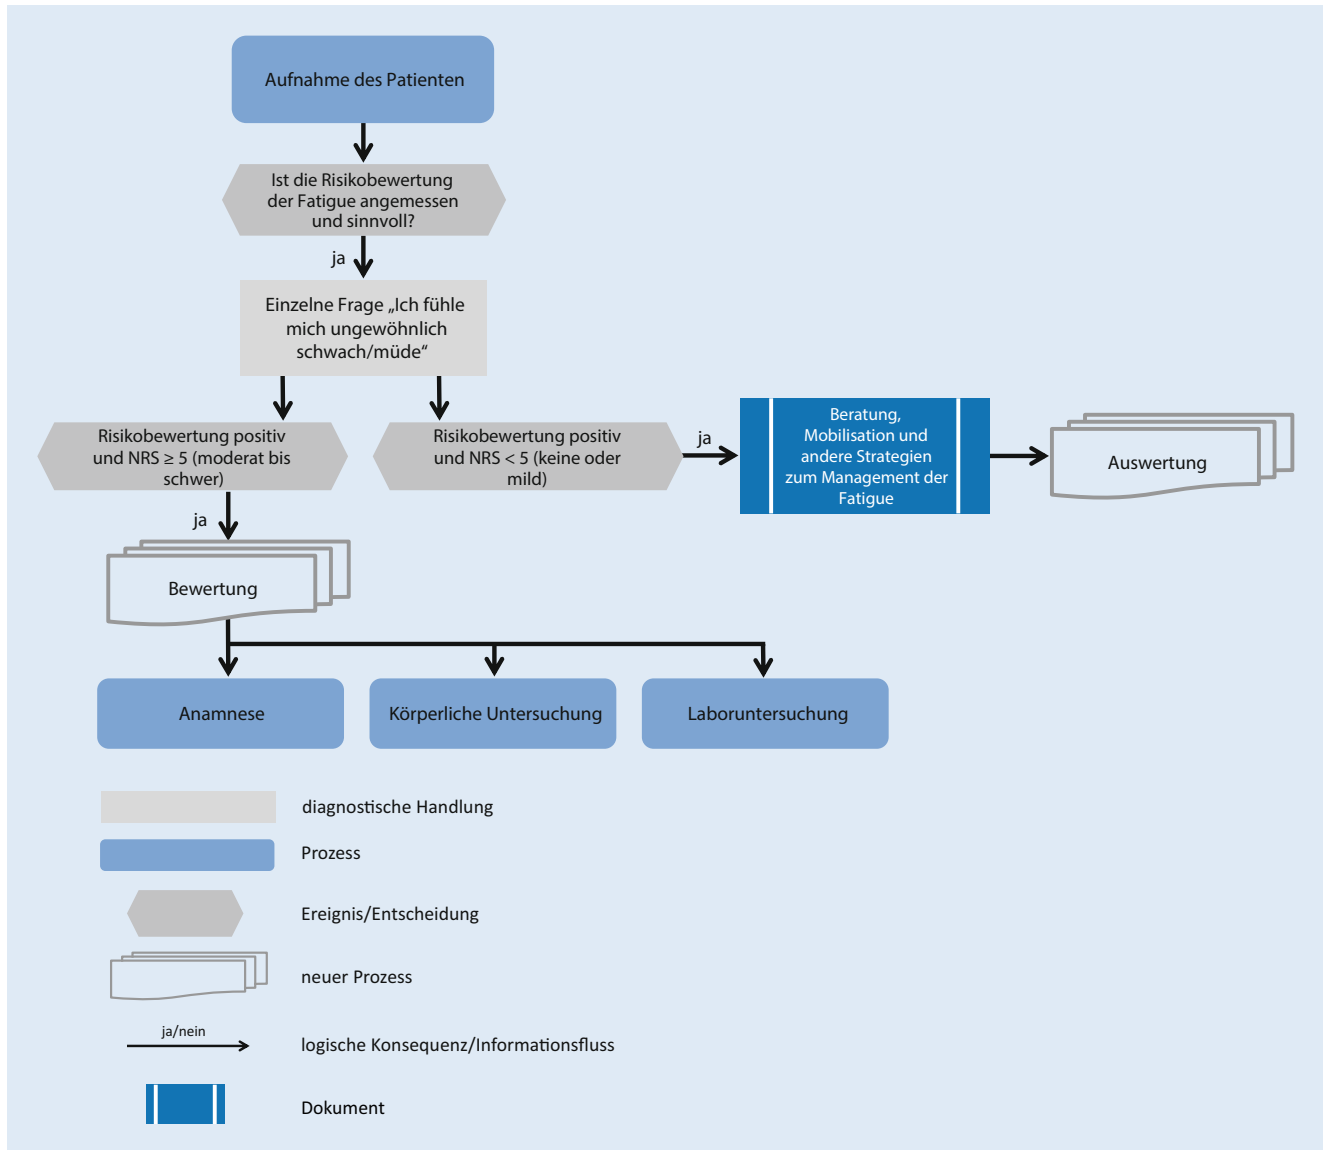 Aufnahme des Patienten
Ist die Risikobewertung
der Fatigue angemessen
und sinnvoll?
ja
Einzelne Frage „Ich fühle
mich ungewöhnlich
schwach/müde“
Risikobewertung positiv
und NRS ≥ 5 (moderat bis
schwer)
Risikobewertung positiv
und NRS < 5 (keine oder
mild)
ja
Beratung,
Mobilisation und
andere Strategien
zum Management der
Fatigue
Auswertung
ja
Bewertung
Anamnese
Körperliche Untersuchung
Laboruntersuchung
diagnostische Handlung
Prozess
Ereignis/Entscheidung
neuer Prozess
ja/nein
logische Konsequenz/Informationsfluss
Dokument